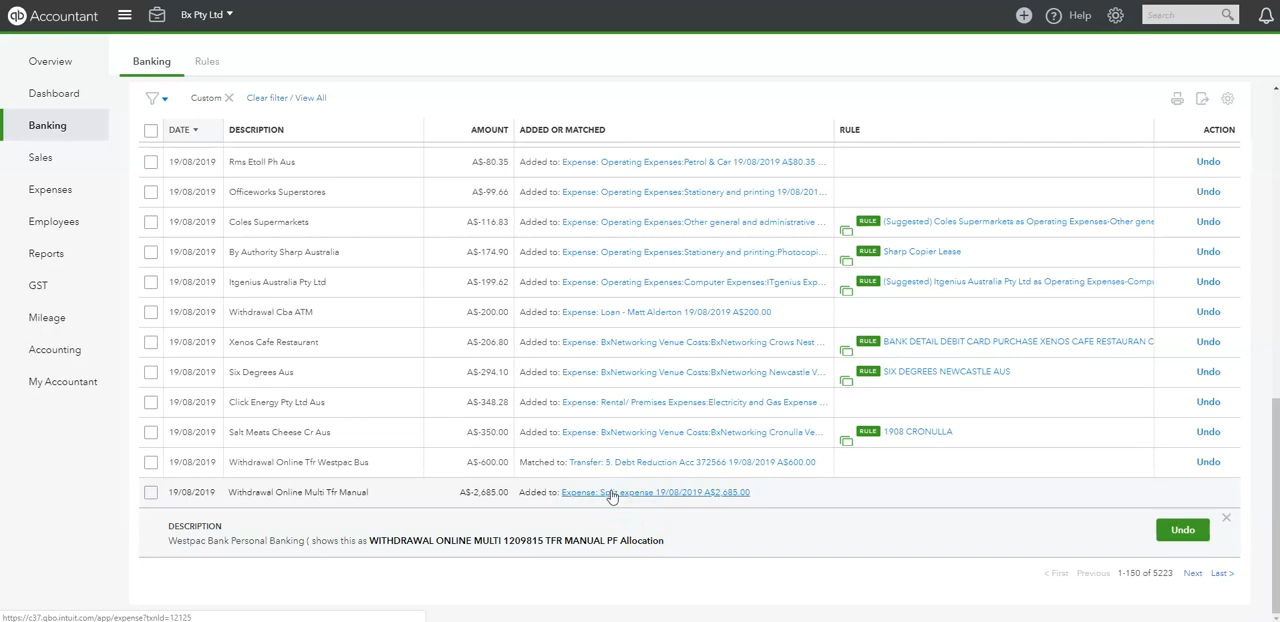 qb Accountant Bx Pty Ltd ? Help Search
Overview
Dashboard
Banking
Sales
Expenses
Employees
Reports
GST
Mileage
Accounting
My Accountant
Banking Rules
Custom Clear filter / View All
DATE DESCRIPTION AMOUNT ADDED OR MATCHED RULE ACTION
19/08/2019 Rms Etoll Ph Aus A$-80.35 Added to: Expense: Operating Expenses:Petrol & Car 19/08/2019 A$80.35 ... Undo
19/08/2019 Officeworks Superstores A$-99.66 Added to: Expense: Operating Expenses:Stationery and printing 19/08/201... Undo
19/08/2019 Coles Supermarkets A$-116.83 Added to: Expense: Operating Expenses:Other general and administrative ... RULE (Suggested) Coles Supermarkets as Operating Expenses-Other gene Undo
19/08/2019 By Authority Sharp Australia A$-174.90 Added to: Expense: Operating Expenses:Stationery and printing:Photocopi... RULE Sharp Copier Lease Undo
19/08/2019 Itgenius Australia Pty Ltd A$-199.62 Added to: Expense: Operating Expenses:Computer Expenses:ITgenius Exp... RULE (Suggested) Itgenius Australia Pty Ltd as Operating Expenses-Compu Undo
19/08/2019 Withdrawal Cba ATM A$-200.00 Added to: Expense: Loan - Matt Alderton 19/08/2019 A$200.00 Undo
19/08/2019 Xenos Cafe Restaurant A$-206.80 Added to: Expense: BxNetworking Venue Costs:BxNetworking Crows Nest ... RULE BANK DETAIL DEBIT CARD PURCHASE XENOS CAFE RESTAURAN C Undo
19/08/2019 Six Degrees Aus A$-294.10 Added to: Expense: BxNetworking Venue Costs:BxNetworking Newcastle V... RULE SIX DEGREES NEWCASTLE AUS Undo
19/08/2019 Click Energy Pty Ltd Aus A$-348.28 Added to: Expense: Rental/ Premises Expenses:Electricity and Gas Expense ... Undo
19/08/2019 Salt Meats Cheese Cr Aus A$-350.00 Added to: Expense: BxNetworking Venue Costs:BxNetworking Cronulla Ve... RULE 1908 CRONULLA Undo
19/08/2019 Withdrawal Online Tfr Westpac Bus A$-600.00 Matched to: Transfer: 5. Debt Reduction Acc 372566 19/08/2019 A$600.00 Undo
19/08/2019 Withdrawal Online Multi Tfr Manual A$-2,685.00 Added to: Expense: Split expense 19/08/2019 A$2,685.00
DESCRIPTION
Westpac Bank Personal Banking ( shows this as WITHDRAWAL ONLINE MULTI 1209815 TFR MANUAL PF Allocation Undo
< First Previous 1-150 of 5223 Next Last >
https://c37.qbo.intuit.com/app/expense?txnId=12125